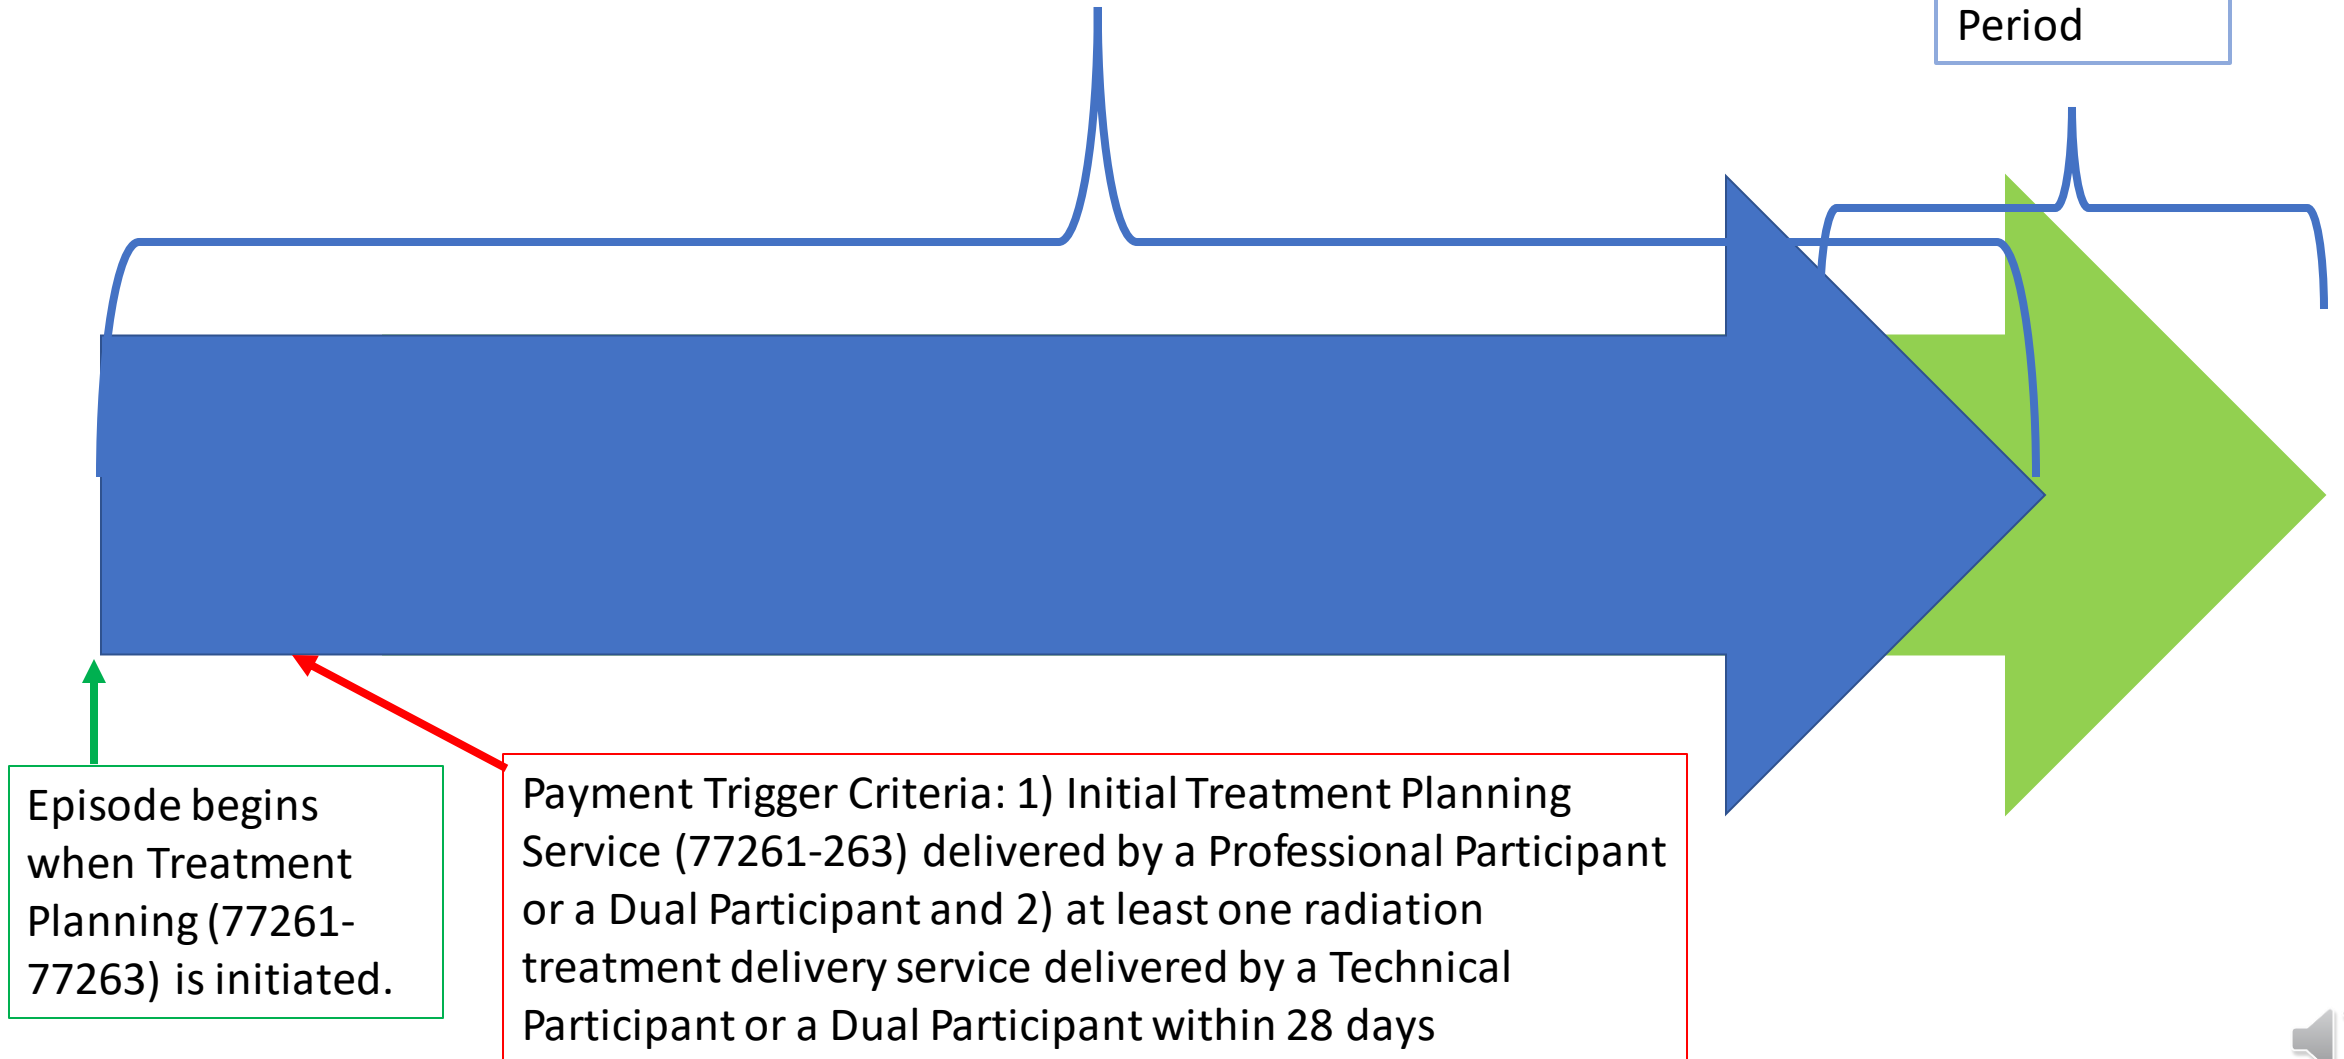 Period
Episode begins
when Treatment
Planning (77261-
77263) is initiated.
Payment Trigger Criteria: 1) Initial Treatment Planning
Service (77261-263) delivered by a Professional Participant
or a Dual Participant and 2) at least one radiation
treatment delivery service delivered by a Technical
Participant or a Dual Participant within 28 days